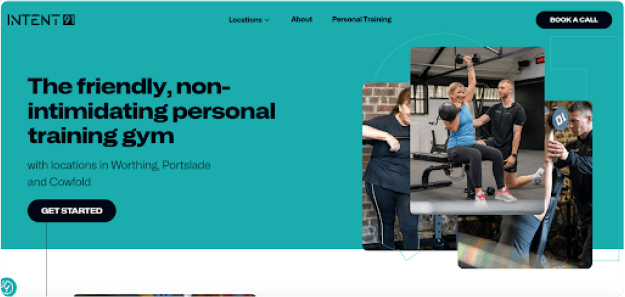 INTENT 91
Locations
About
Personal Training
BOOK A CALL
The friendly, non-
intimidating personal
training gym
with locations in Worthing, Portslade
and Cowfold
GET STARTED